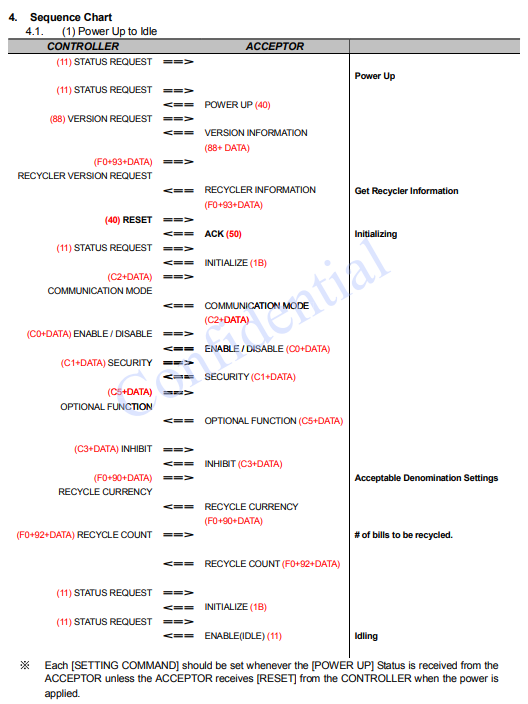 4. Sequence Chart
4.1. (1) Power Up to Idle
CONTROLLER ACCEPTOR
(11) STATUS REQUEST ==>
Power Up
(11) STATUS REQUEST ==>
<== POWER UP (40)
(88) VERSION REQUEST ==>
<== VERSION INFORMATION
(88+ DATA)
(F0+93+DATA) ==>
RECYCLER VERSION REQUEST
<== RECYCLER INFORMATION Get Recycler Information
(F0+93+DATA)
(40) RESET ==>
<== ACK (50) Initializing
(11) STATUS REQUEST ==>
<== INITIALIZE (1B)
(C2+DATA) ==>
COMMUNICATION MODE
<== COMMUNICATION MODE
(C2+DATA)
(C0+DATA) ENABLE / DISABLE ==>
<== ENABLE / DISABLE (C0+DATA)
(C1+DATA) SECURITY ==>
<== SECURITY (C1+DATA)
(C5+DATA) ==>
OPTIONAL FUNCTION
<== OPTIONAL FUNCTION (C5+DATA)
(C3+DATA) INHIBIT ==>
<== INHIBIT (C3+DATA)
(F0+90+DATA) ==> Acceptable Denomination Settings
RECYCLE CURRENCY
<== RECYCLE CURRENCY
(F0+90+DATA)
(F0+92+DATA) RECYCLE COUNT ==> # of bills to be recycled.
<== RECYCLE COUNT (F0+92+DATA)
(11) STATUS REQUEST ==>
<== INITIALIZE (1B)
(11) STATUS REQUEST ==>
<== ENABLE(IDLE) (11) Idling
※ Each [SETTING COMMAND] should be set whenever the [POWER UP] Status is received from the
ACCEPTOR unless the ACCEPTOR receives [RESET] from the CONTROLLER when the power is
applied.
Confidential